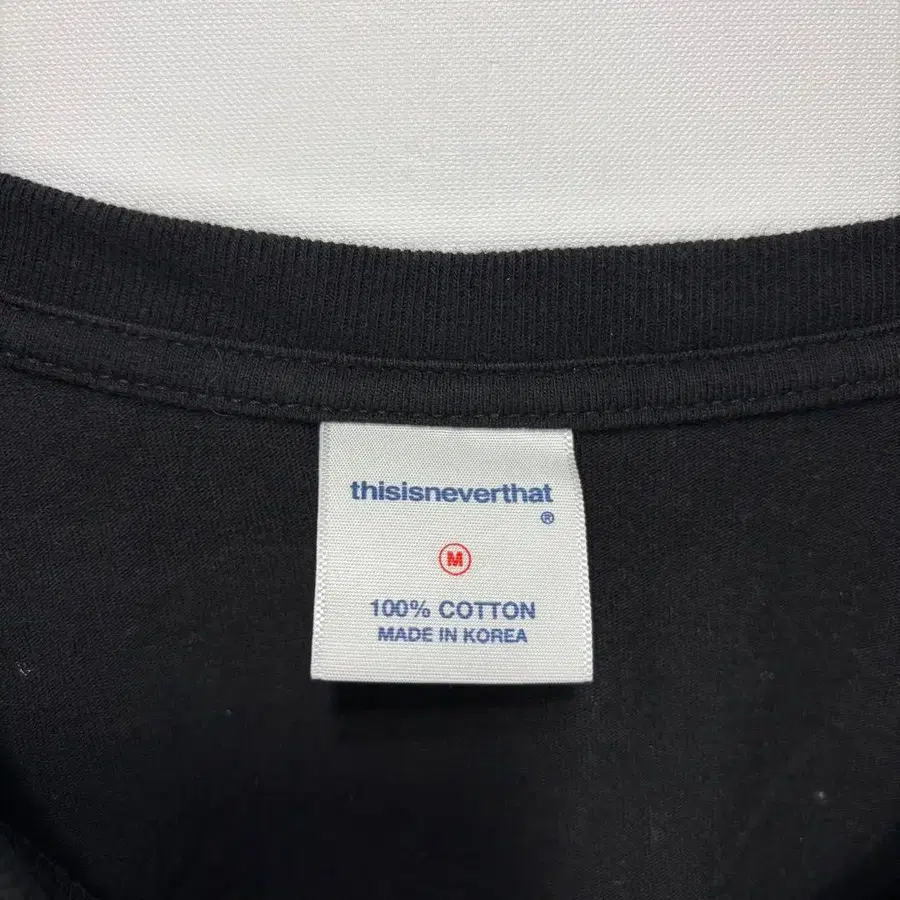 thisisneverthat
®
M
100% COTTON
MADE IN KOREA